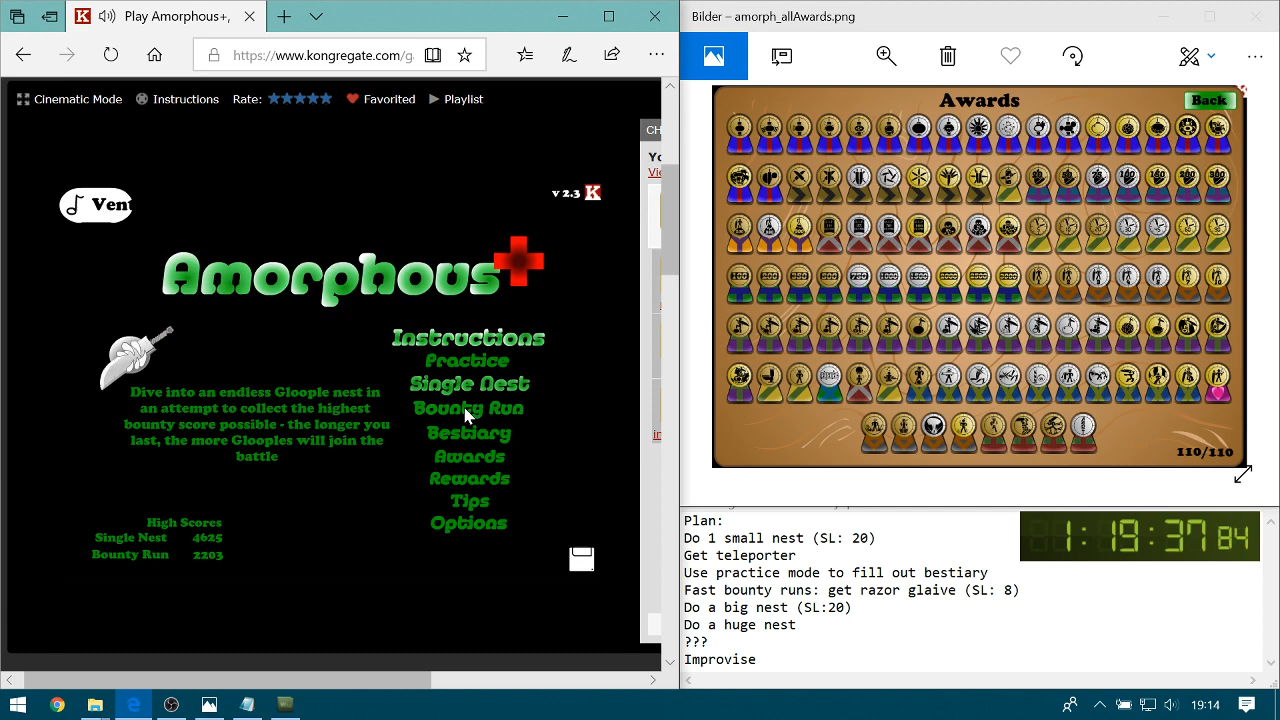 Play Amorphous+,
https://www.kongregate.com/g
Cinematic Mode
Instructions
Rate:
Favorited
Playlist
CH
Yo
Vie
in
Vent
v 2.3 K
Amorphous+
Instructions
Practice
Single Nest
Bounty Run
Bestiary
Awards
Rewards
Tips
Options
Dive into an endless Gloople nest in
an attempt to collect the highest
bounty score possible - the longer you
last, the more Glooples will join the
battle
High Scores
Single Nest 4625
Bounty Run 2203
Bilder – amorph_allAwards.png
Awards
Back
110/110
Plan:
Do 1 small nest (SL: 20)
Get teleporter
Use practice mode to fill out bestiary
Fast bounty runs: get razor glaive (SL: 8)
Do a big nest (SL:20)
Do a huge nest
???
Improvise
1:19:37 84
19:14